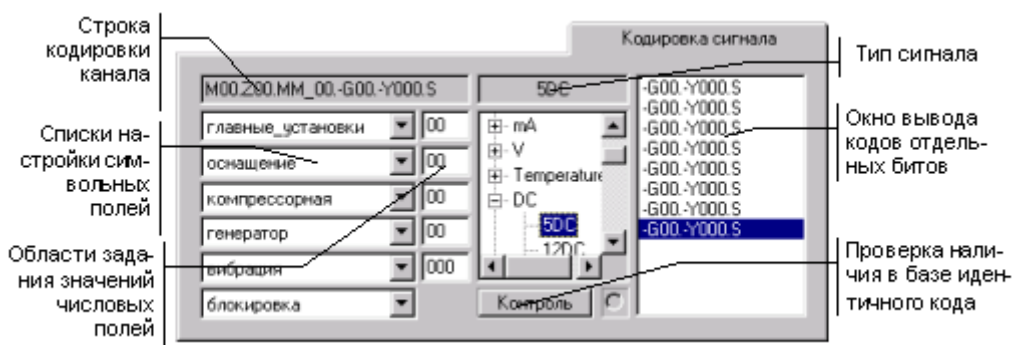 Строка
кодировки
канала
Списки на-
стройки сим-
вольных
полей
Области зада-
ния значений
числовых
полей
Кодировка сигнала
M00.Z00.MM_00.-G00.-Y000.S
5DC
главные_установки
00
оснащение
00
компрессорная
00
генератор
00
вибрация
000
блокировка
mA
V
Temperature
DC
5DC
12DC
Контроль
-G00.-Y000.S
-G00.-Y000.S
-G00.-Y000.S
-G00.-Y000.S
-G00.-Y000.S
-G00.-Y000.S
-G00.-Y000.S
-G00.-Y000.S
Тип сигнала
Окно вывода
кодов отдель-
ных битов
Проверка нали-
чия в базе иден-
тичного кода